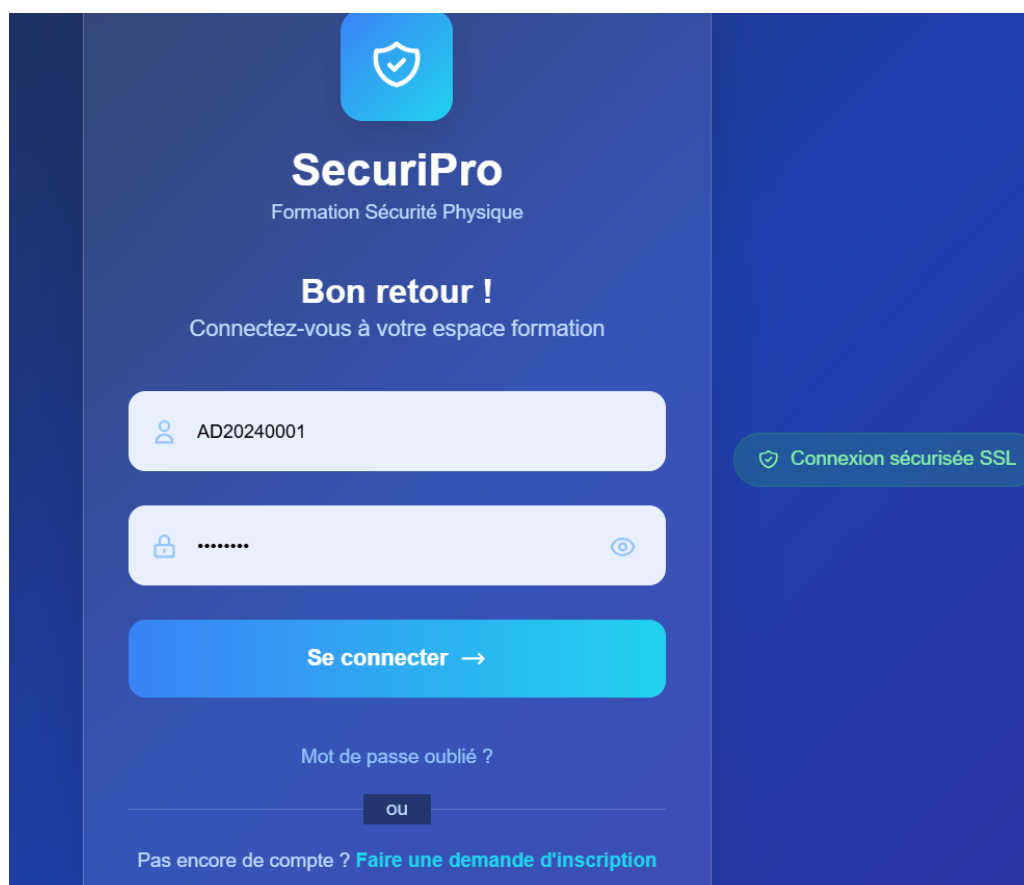 SecuriPro
Formation Sécurité Physique
Bon retour !
Connectez-vous à votre espace formation
AD20240001
••••••••
Se connecter →
Mot de passe oublié ?
ou
Pas encore de compte ? Faire une demande d'inscription
Connexion sécurisée SSL